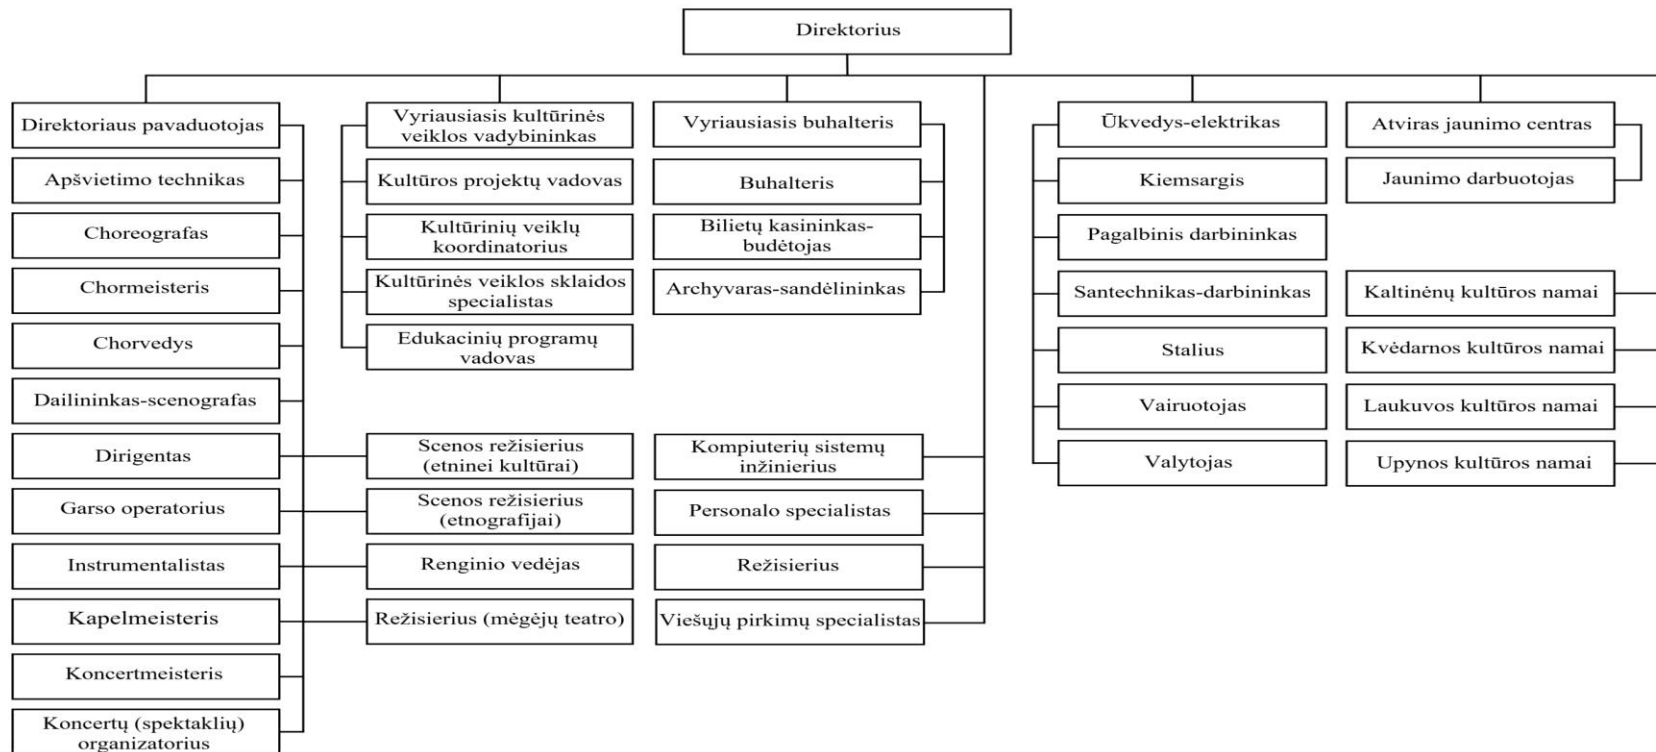 Direktorius
Direktoriaus pavaduotojas
Apšvietimo technikas
Choreografas
Chormeisteris
Chorvedys
Dailininkas-scenografas
Dirigentas
Garso operatorius
Instrumentalistas
Kapelmeisteris
Koncertmeisteris
Koncertų (spektaklių)
organizatorius
Vyriausiasis kultūrinės
veiklos vadybininkas
Kultūros projektų vadovas
Kultūrinių veiklų
koordinatorius
Kultūrinės veiklos sklaidos
specialistas
Edukacinių programų
vadovas
Scenos režisierius
(etninei kultūrai)
Scenos režisierius
(etnografijai)
Renginio vedėjas
Režisierius (mėgėjų teatro)
Vyriausiasis buhalteris
Buhalteris
Bilietų kasininkas-
budėtojas
Archyvaras-sandėlininkas
Kompiuterių sistemų
inžinierius
Personalo specialistas
Režisierius
Viešųjų pirkimų specialistas
Ūkvedys-elektrikas
Kiemsargis
Pagalbinis darbininkas
Santechnikas-darbininkas
Stalius
Vairuotojas
Valytojas
Atviras jaunimo centras
Jaunimo darbuotojas
Kaltinėnų kultūros namai
Kvėdarnos kultūros namai
Laukuvos kultūros namai
Upynos kultūros namai